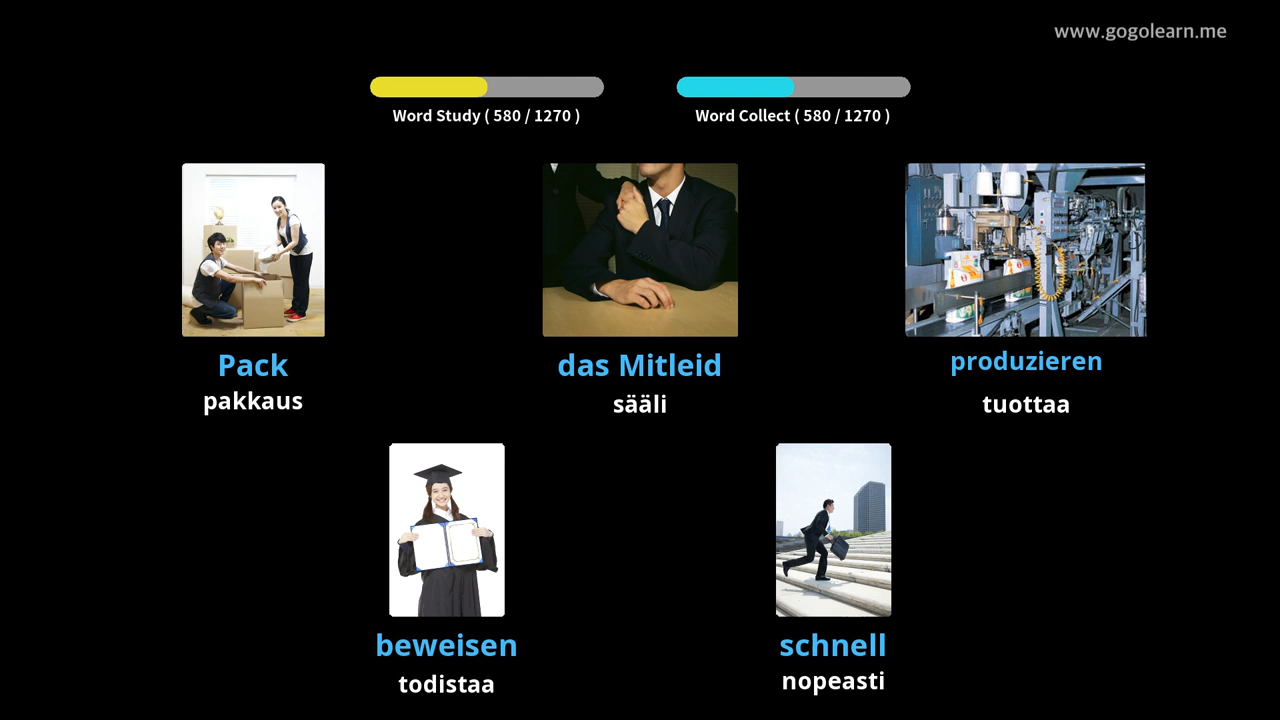 www.gogolearn.me
Word Study ( 580 / 1270 )
Word Collect ( 580 / 1270 )
Pack
pakkaus
das Mitleid
sääli
produzieren
tuottaa
beweisen
todistaa
schnell
nopeasti